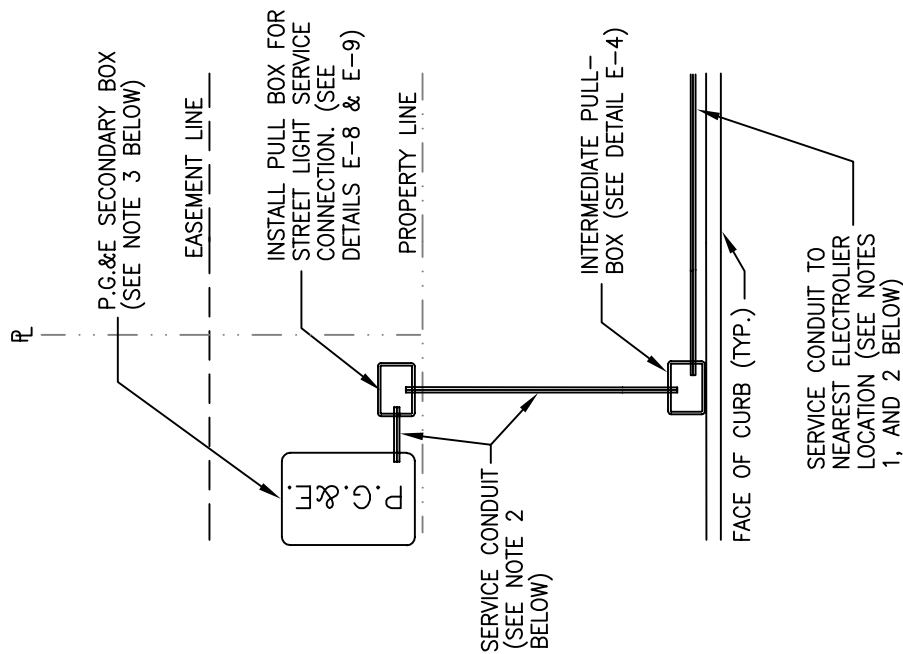 P.G.&E SECONDARY BOX
(SEE NOTE 3 BELOW)
EASEMENT LINE
INSTALL PULL BOX FOR
STREET LIGHT SERVICE
CONNECTION. (SEE
DETAILS E-8 & E-9)
PROPERTY LINE
INTERMEDIATE PULL-
BOX (SEE DETAIL E-4)
SERVICE CONDUIT TO
NEAREST ELECTROLIER
LOCATION (SEE NOTES
1, AND 2 BELOW)
PL
P.G.&E.
SERVICE CONDUIT
(SEE NOTE 2
BELOW)
FACE OF CURB (TYP.)